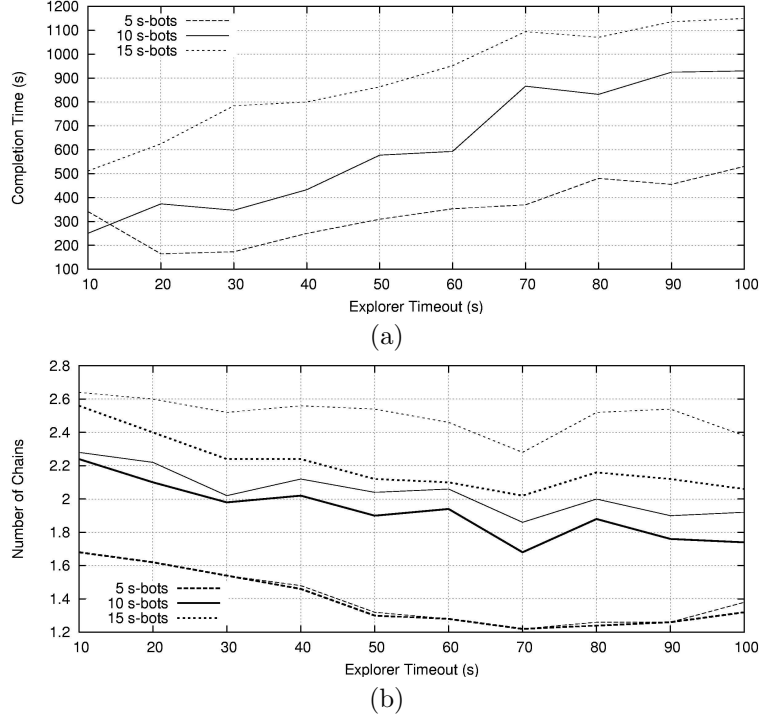 1200
1100
1000
900
800
700
600
500
400
300
200
100
Completion Time (s)
5 s-bots
10 s-bots
15 s-bots
10 20 30 40 50 60 70 80 90 100
Explorer Timeout (s)
(a)
2.8
2.6
2.4
2.2
2
1.8
1.6
1.4
1.2
Number of Chains
5 s-bots
10 s-bots
15 s-bots
10 20 30 40 50 60 70 80 90 100
Explorer Timeout (s)
(b)